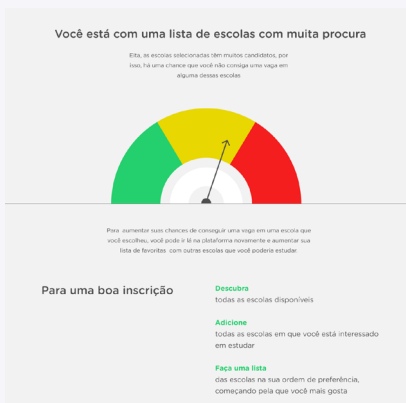 Você está com uma lista de escolas com muita procura
Eita, as escolas selecionadas têm muitos candidatos, por
isso, há uma chance que você não consiga uma vaga em
alguma dessas escolas
Para aumentar suas chances de conseguir uma vaga em uma escola que
você escolheu, você pode ir lá na plataforma novamente e aumentar sua
lista de favoritas com outras escolas que você poderia estudar.
Para uma boa inscrição
Descubra
todas as escolas disponíveis
Adicione
todas as escolas em que você está interessado
em estudar
Faça uma lista
das escolas na sua ordem de preferência,
começando pela que você mais gosta